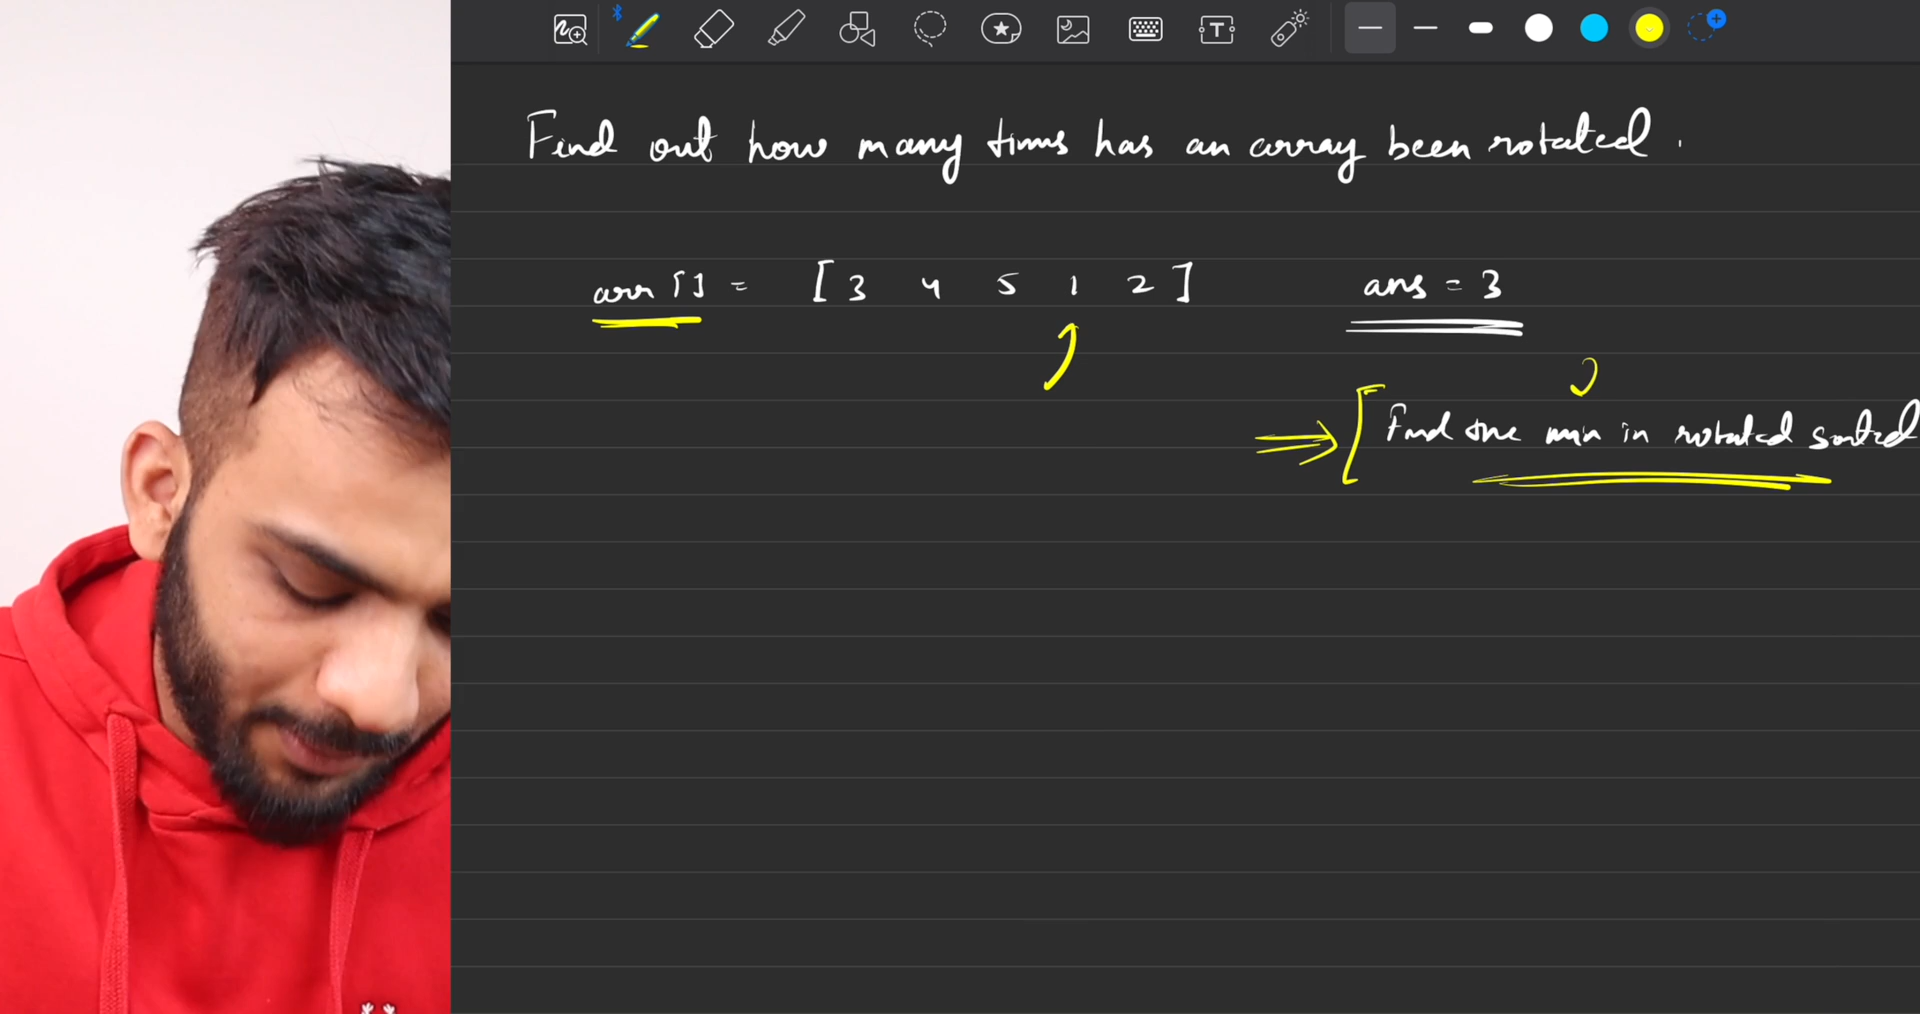 Find out how many times has an array been rotated.
arr [] = [ 3 4 5 1 2 ] ans = 3
Find the min in rotated sorted